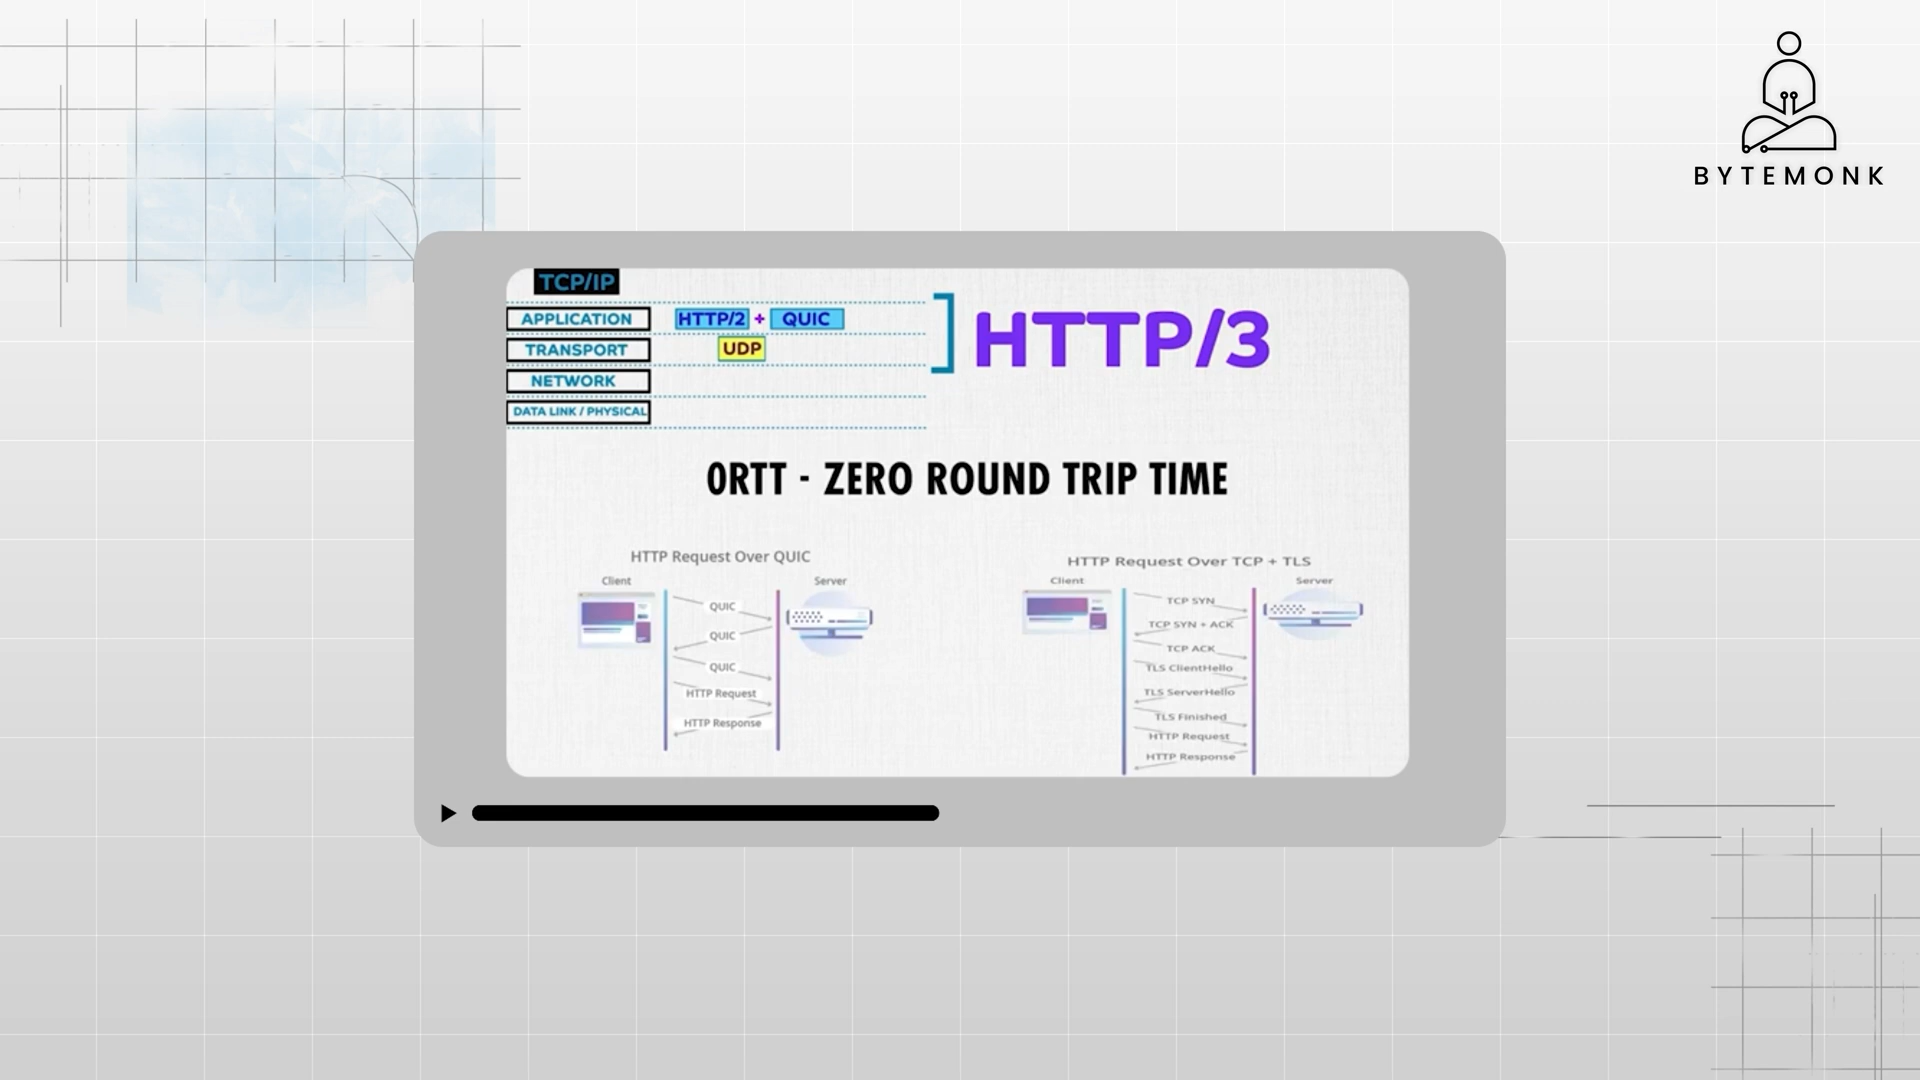 BYTEMONK
TCP/IP
APPLICATION HTTP/2 + QUIC
TRANSPORT UDP
NETWORK
DATA LINK / PHYSICAL
HTTP/3
0RTT - ZERO ROUND TRIP TIME
HTTP Request Over QUIC
Client Server
QUIC
QUIC
QUIC
HTTP Request
HTTP Response
HTTP Request Over TCP + TLS
Client Server
TCP SYN
TCP SYN + ACK
TCP ACK
TLS ClientHello
TLS ServerHello
TLS Finished
HTTP Request
HTTP Response